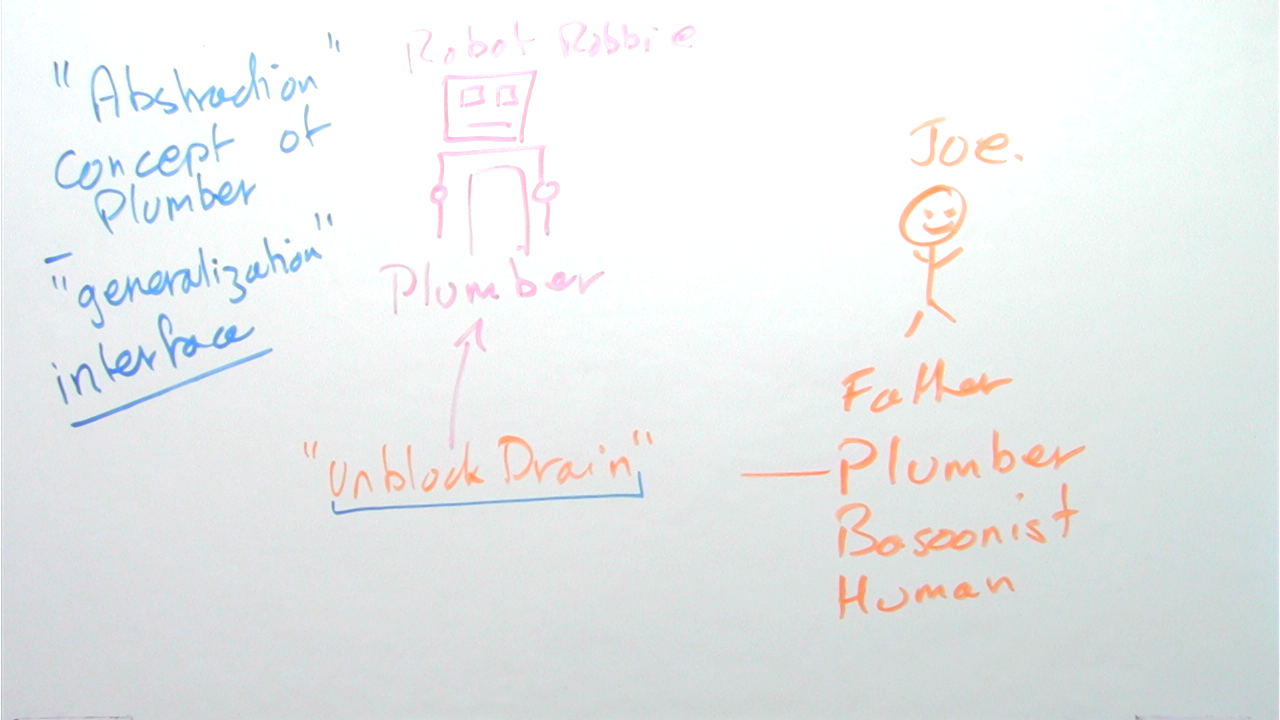 "Abstraction"
Concept of
Plumber
–
"generalization"
interface
Robot Robbie
Plumber
"Unblock Drain"
Joe.
Father
Plumber
Basoonist
Human